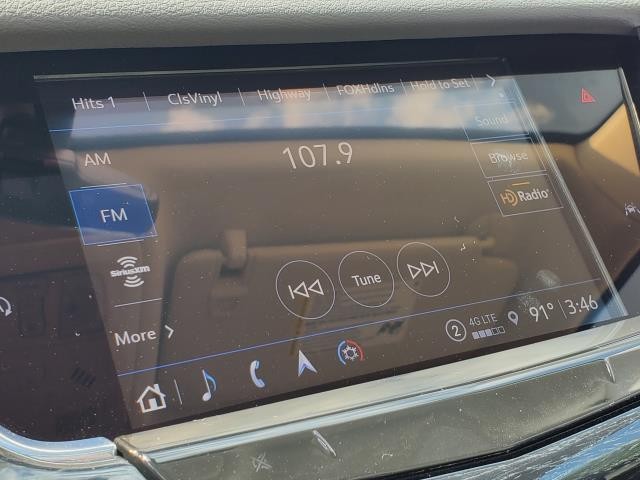 Hits 1 ClsVinyl Highway FOXHdlns Hold to Set
AM
107.9
Sound
FM
Browse
HD Radio
SiriusXM
Tune
More
2 4G LTE 91° 3:46